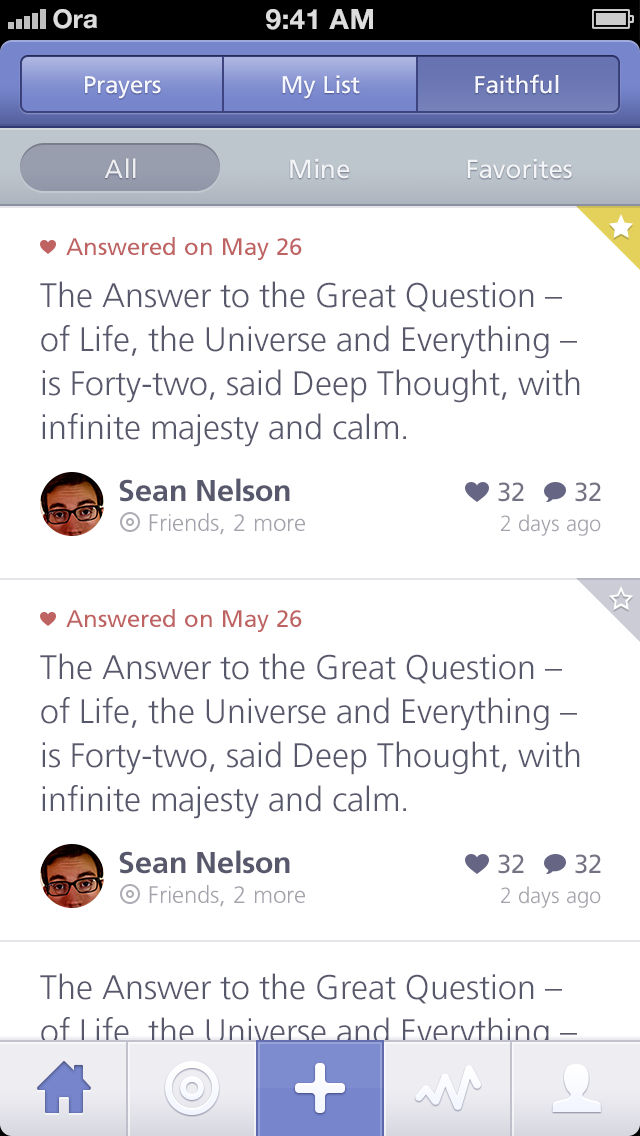 Ora 9:41 AM
Prayers My List Faithful
All Mine Favorites
Answered on May 26
The Answer to the Great Question –
of Life, the Universe and Everything –
is Forty-two, said Deep Thought, with
infinite majesty and calm.
Sean Nelson 32 32
Friends, 2 more 2 days ago
Answered on May 26
The Answer to the Great Question –
of Life, the Universe and Everything –
is Forty-two, said Deep Thought, with
infinite majesty and calm.
Sean Nelson 32 32
Friends, 2 more 2 days ago
The Answer to the Great Question –
of Life, the Universe and Everything –